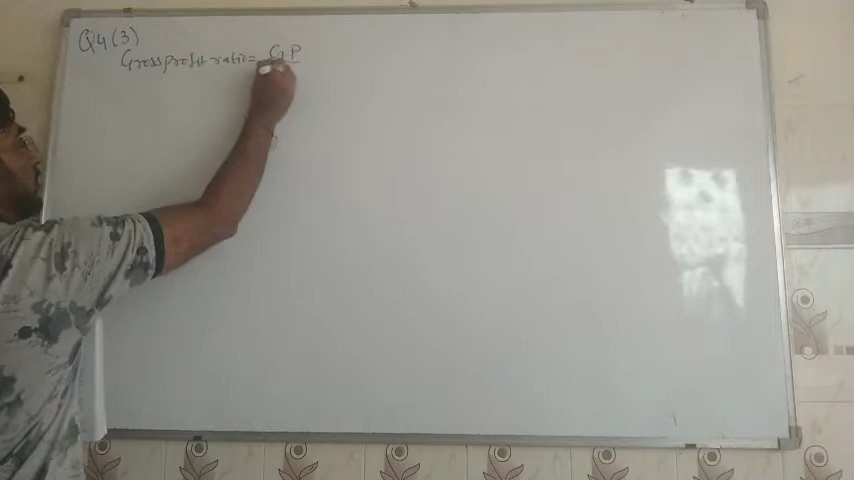 Q4(3)
Gross profit ratio = G.P